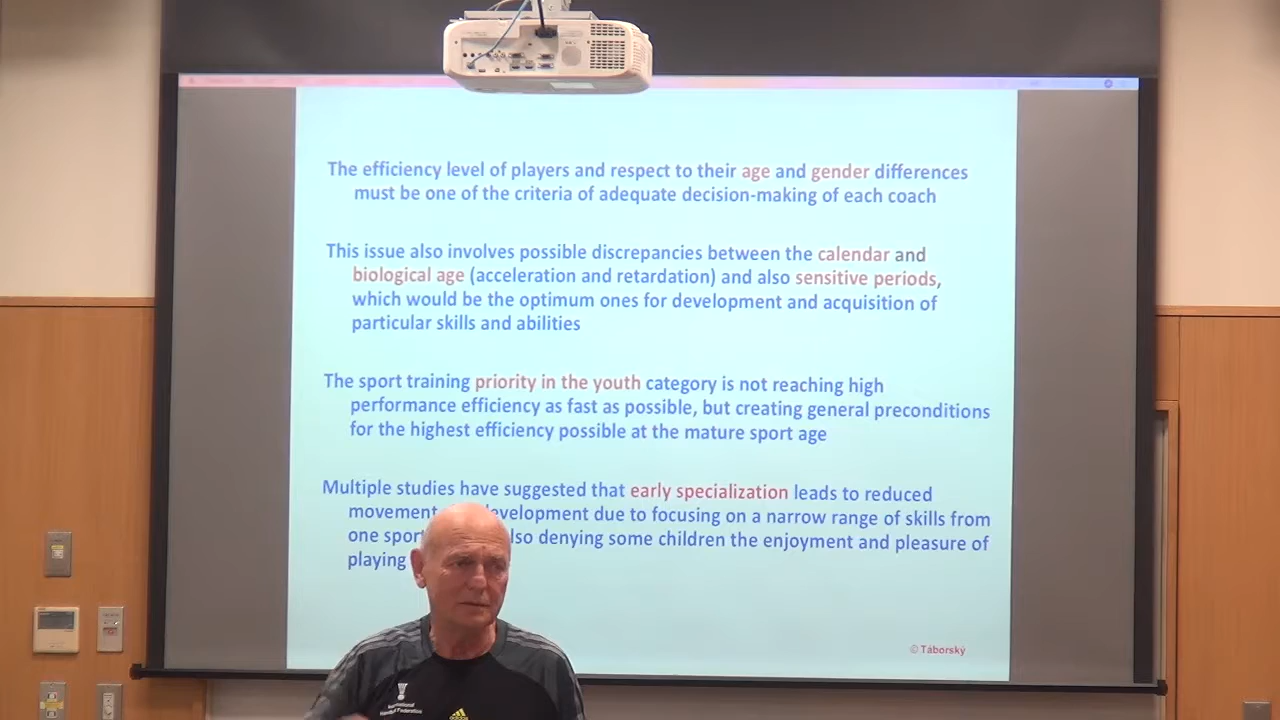 The efficiency level of players and respect to their age and gender differences
must be one of the criteria of adequate decision-making of each coach
This issue also involves possible discrepancies between the calendar and
biological age (acceleration and retardation) and also sensitive periods,
which would be the optimum ones for development and acquisition of
particular skills and abilities
The sport training priority in the youth category is not reaching high
performance efficiency as fast as possible, but creating general preconditions
for the highest efficiency possible at the mature sport age
Multiple studies have suggested that early specialization leads to reduced
movement development due to focusing on a narrow range of skills from
one sport also denying some children the enjoyment and pleasure of
playing
© Táborský
International
Handball Federation
adidas